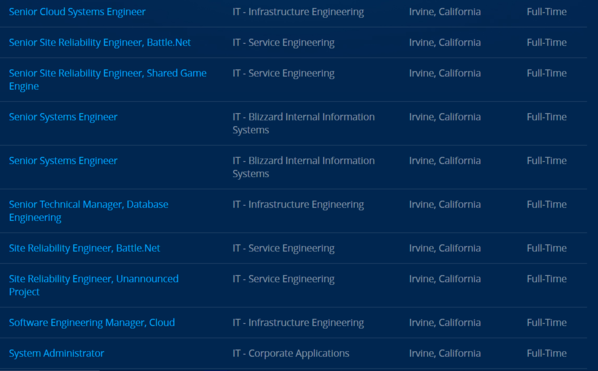 Senior Cloud Systems Engineer IT - Infrastructure Engineering Irvine, California Full-Time
Senior Site Reliability Engineer, Battle.Net IT - Service Engineering Irvine, California Full-Time
Senior Site Reliability Engineer, Shared Game IT - Service Engineering Irvine, California Full-Time
Engine
Senior Systems Engineer IT - Blizzard Internal Information Irvine, California Full-Time
Systems
Senior Systems Engineer IT - Blizzard Internal Information Irvine, California Full-Time
Systems
Senior Technical Manager, Database IT - Infrastructure Engineering Irvine, California Full-Time
Engineering
Site Reliability Engineer, Battle.Net IT - Service Engineering Irvine, California Full-Time
Site Reliability Engineer, Unannounced IT - Service Engineering Irvine, California Full-Time
Project
Software Engineering Manager, Cloud IT - Infrastructure Engineering Irvine, California Full-Time
System Administrator IT - Corporate Applications Irvine, California Full-Time